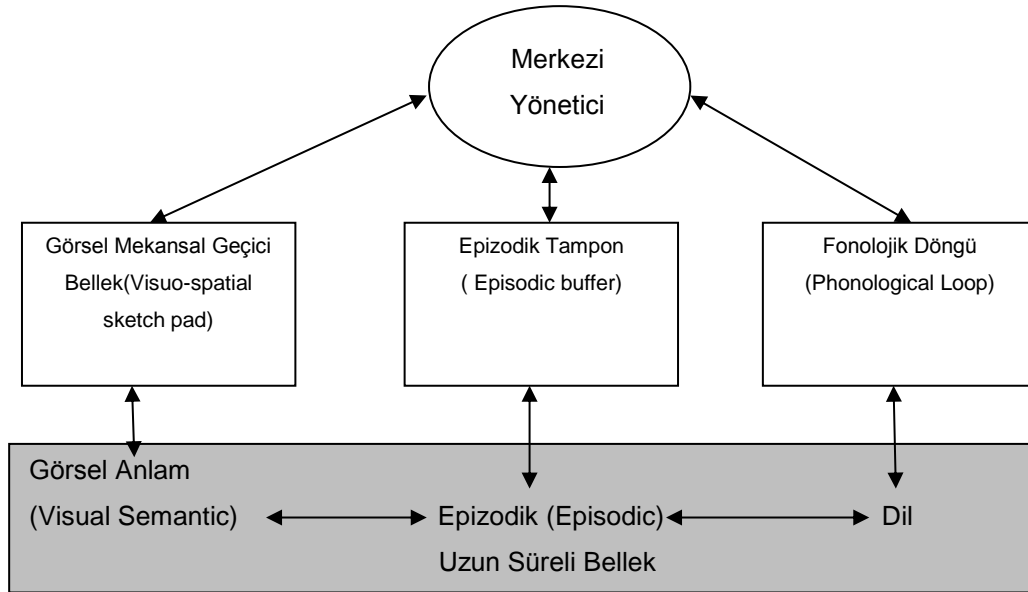 Merkezi
Yönetici
Görsel Mekansal Geçici
Bellek(Visuo-spatial
sketch pad)
Epizodik Tampon
( Episodic buffer)
Fonolojik Döngü
(Phonological Loop)
Görsel Anlam
(Visual Semantic)
Epizodik (Episodic)
Dil
Uzun Süreli Bellek